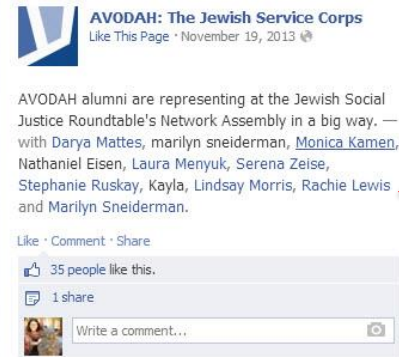 AVODAH: The Jewish Service Corps
Like This Page · November 19, 2013
AVODAH alumni are representing at the Jewish Social
Justice Roundtable's Network Assembly in a big way. —
with Darya Mattes, marilyn sneiderman, Monica Kamen,
Nathaniel Eisen, Laura Menyuk, Serena Zeise,
Stephanie Ruskay, Kayla, Lindsay Morris, Rachie Lewis
and Marilyn Sneiderman.
Like · Comment · Share
35 people like this.
1 share
Write a comment...